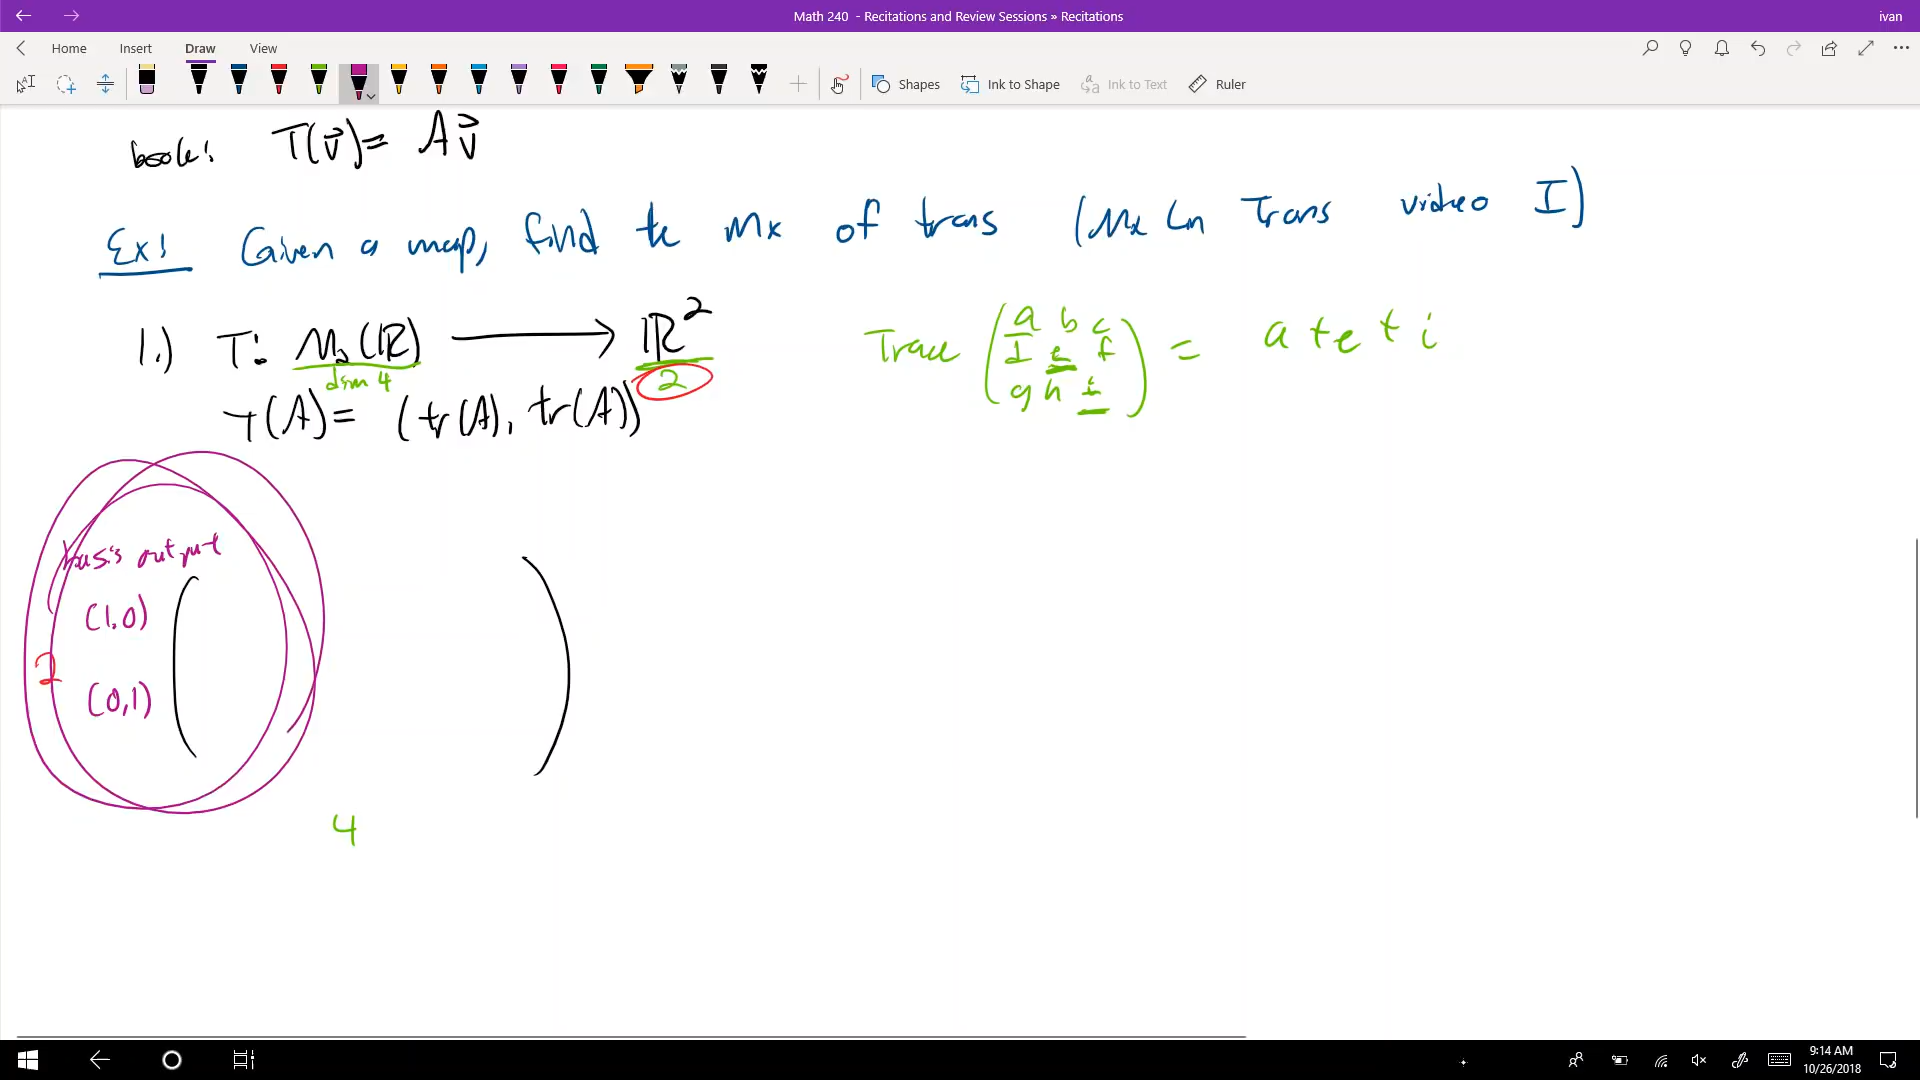 Math 240 - Recitations and Review Sessions » Recitations
ivan
Home Insert Draw View
Shapes Ink to Shape Ink to Text Ruler
book: T(v⃗)= Av⃗
Ex! Given a map, find te Mx of trans (Mx Ln Trans video I)
1.) T: M₂(ℝ) ⟶ ℝ²
dim 4 2
T(A)= (tr(A), tr(A))
Trace (a b c
d e f
g h i) = a + e + i
basis output
(1,0)
2
(0,1)
4
9:14 AM
10/26/2018